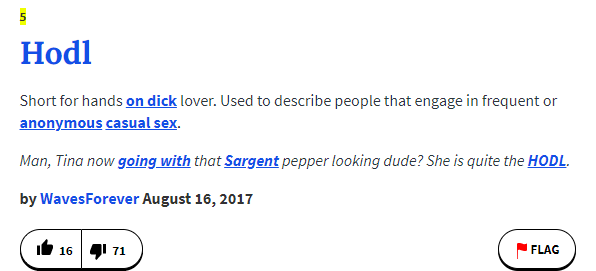 5
Hodl
Short for hands on dick lover. Used to describe people that engage in frequent or
anonymous casual sex.
Man, Tina now going with that Sargent pepper looking dude? She is quite the HODL.
by WavesForever August 16, 2017
16 71 FLAG